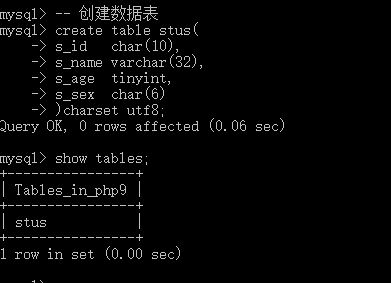 mysql> -- 创建数据表
mysql> create table stus(
    -> s_id   char(10),
    -> s_name varchar(32),
    -> s_age  tinyint,
    -> s_sex  char(6)
    -> )charset utf8;
Query OK, 0 rows affected (0.06 sec)
mysql> show tables;
+----------------+
| Tables_in_php9 |
+----------------+
| stus           |
+----------------+
1 row in set (0.00 sec)